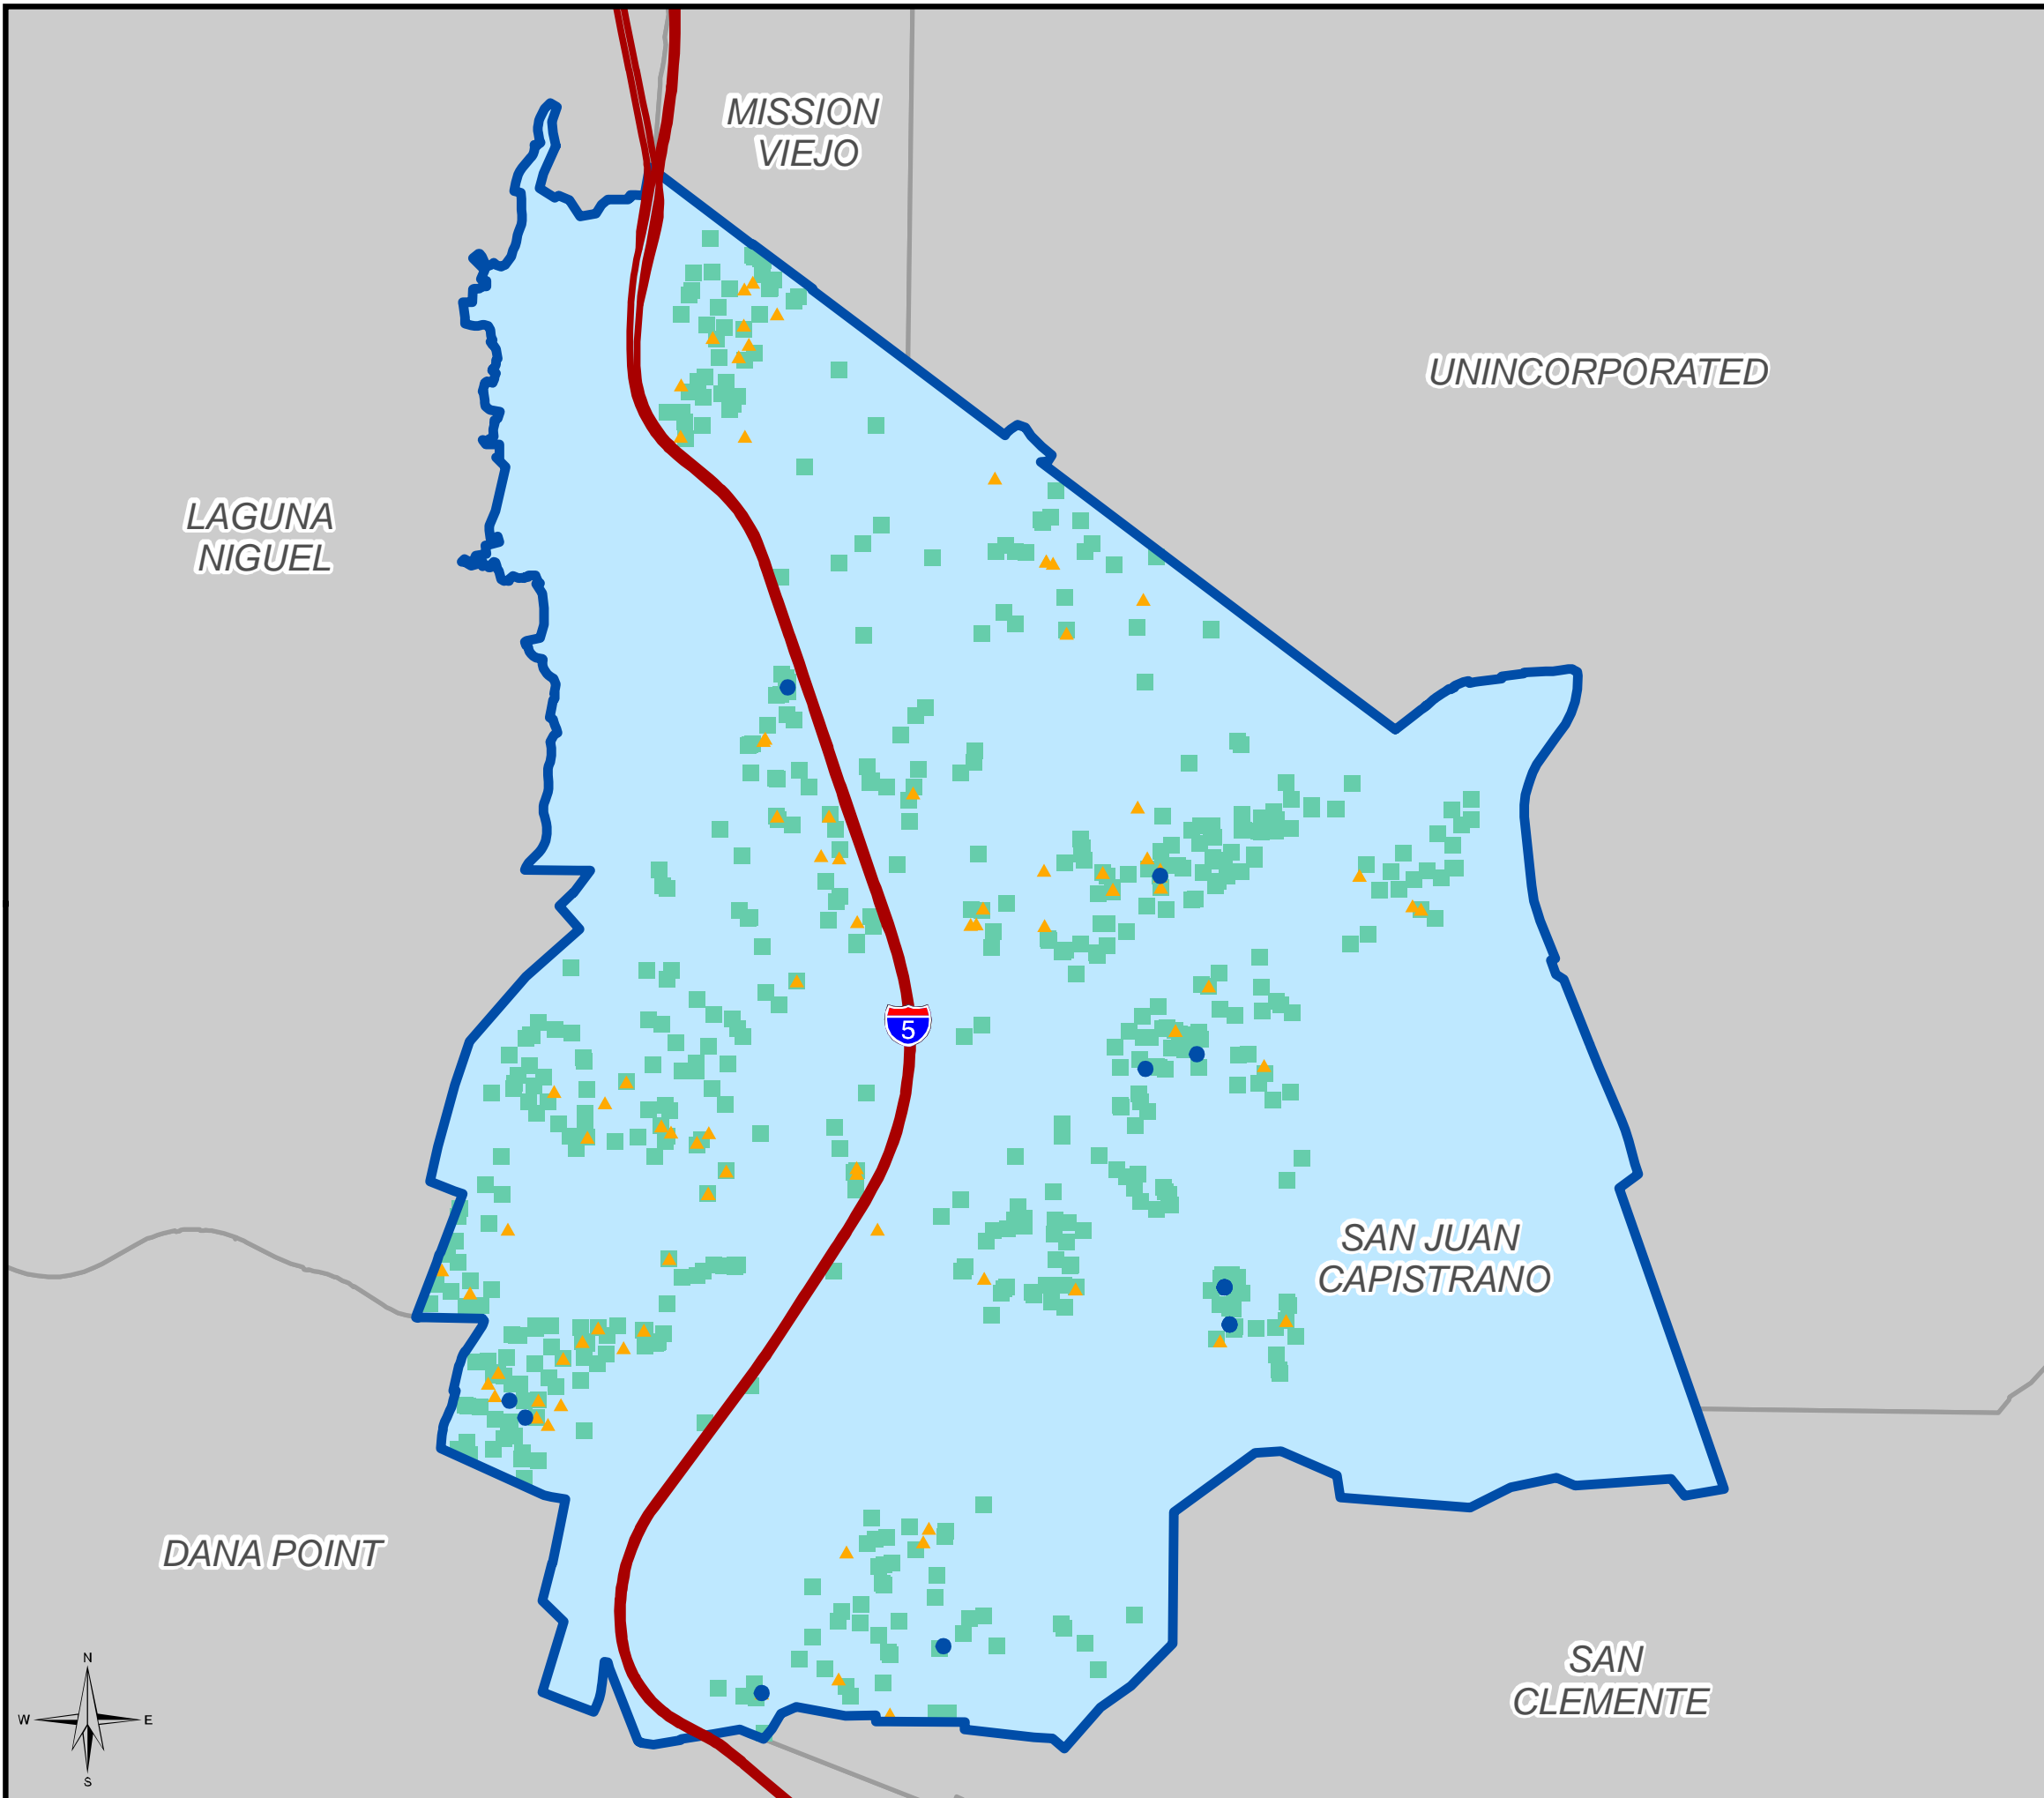 MISSION
VIEJO
UNINCORPORATED
LAGUNA
NIGUEL
5
SAN JUAN
CAPISTRANO
DANA POINT
SAN
CLEMENTE
N
W E
S